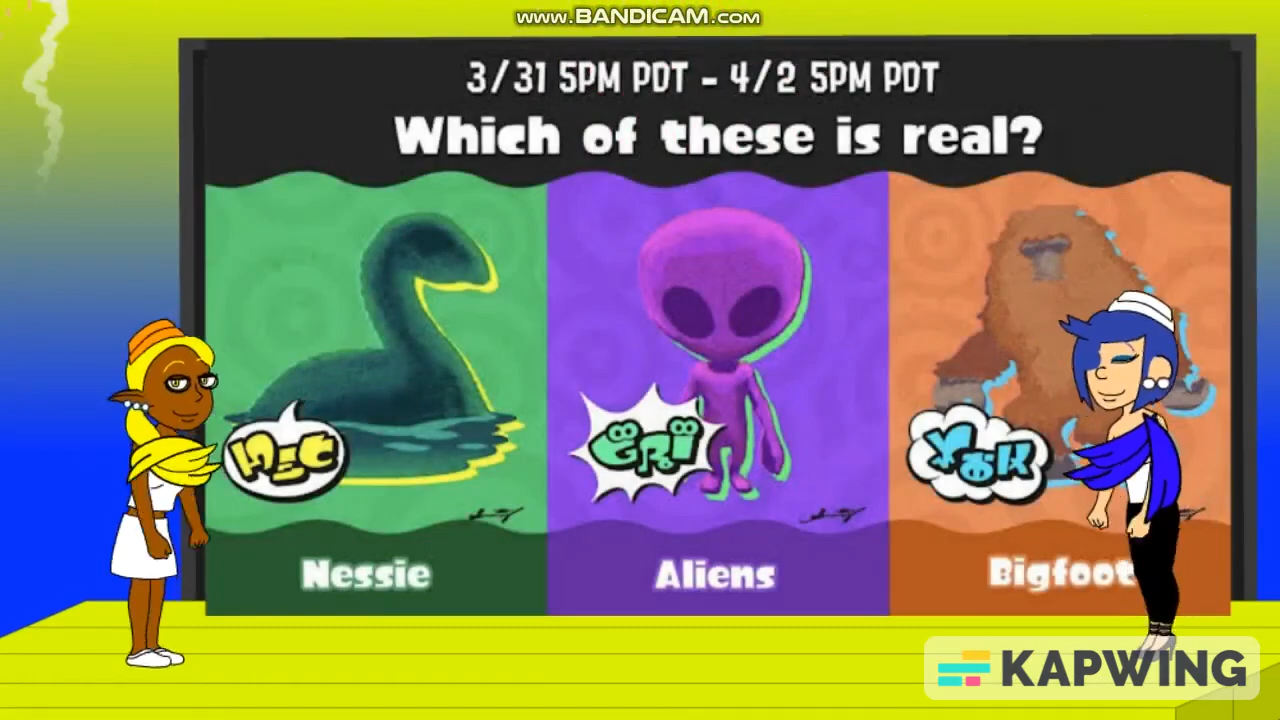 www.BANDICAM.com
3/31 5PM PDT – 4/2 5PM PDT
Which of these is real?
Nessie
Aliens
Bigfoot
KAPWING